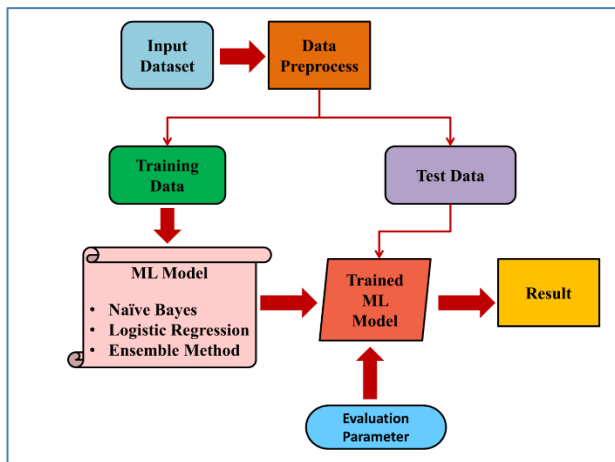 Input
Dataset
Data
Preprocess
Training
Data
Test Data
ML Model
• Naïve Bayes
• Logistic Regression
• Ensemble Method
Trained
ML
Model
Result
Evaluation
Parameter